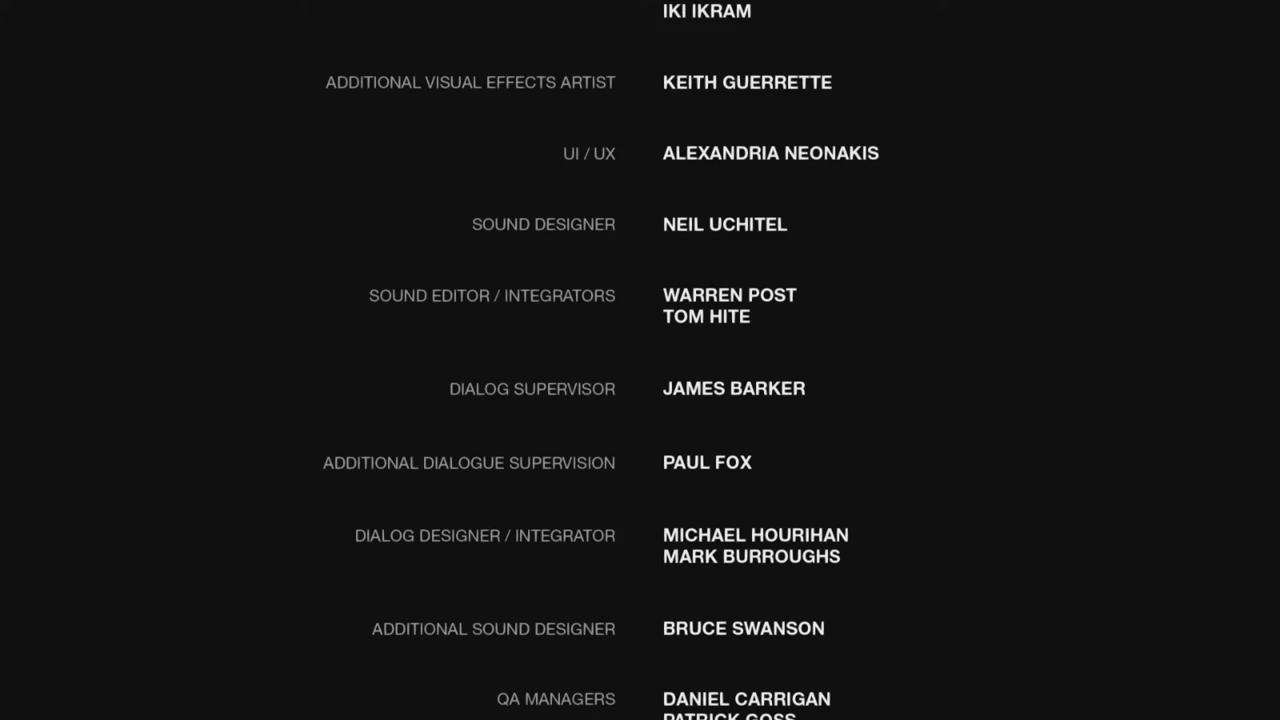 IKI IKRAM
ADDITIONAL VISUAL EFFECTS ARTIST KEITH GUERRETTE
UI / UX ALEXANDRIA NEONAKIS
SOUND DESIGNER NEIL UCHITEL
SOUND EDITOR / INTEGRATORS WARREN POST
TOM HITE
DIALOG SUPERVISOR JAMES BARKER
ADDITIONAL DIALOGUE SUPERVISION PAUL FOX
DIALOG DESIGNER / INTEGRATOR MICHAEL HOURIHAN
MARK BURROUGHS
ADDITIONAL SOUND DESIGNER BRUCE SWANSON
QA MANAGERS DANIEL CARRIGAN
PATRICK GOSS